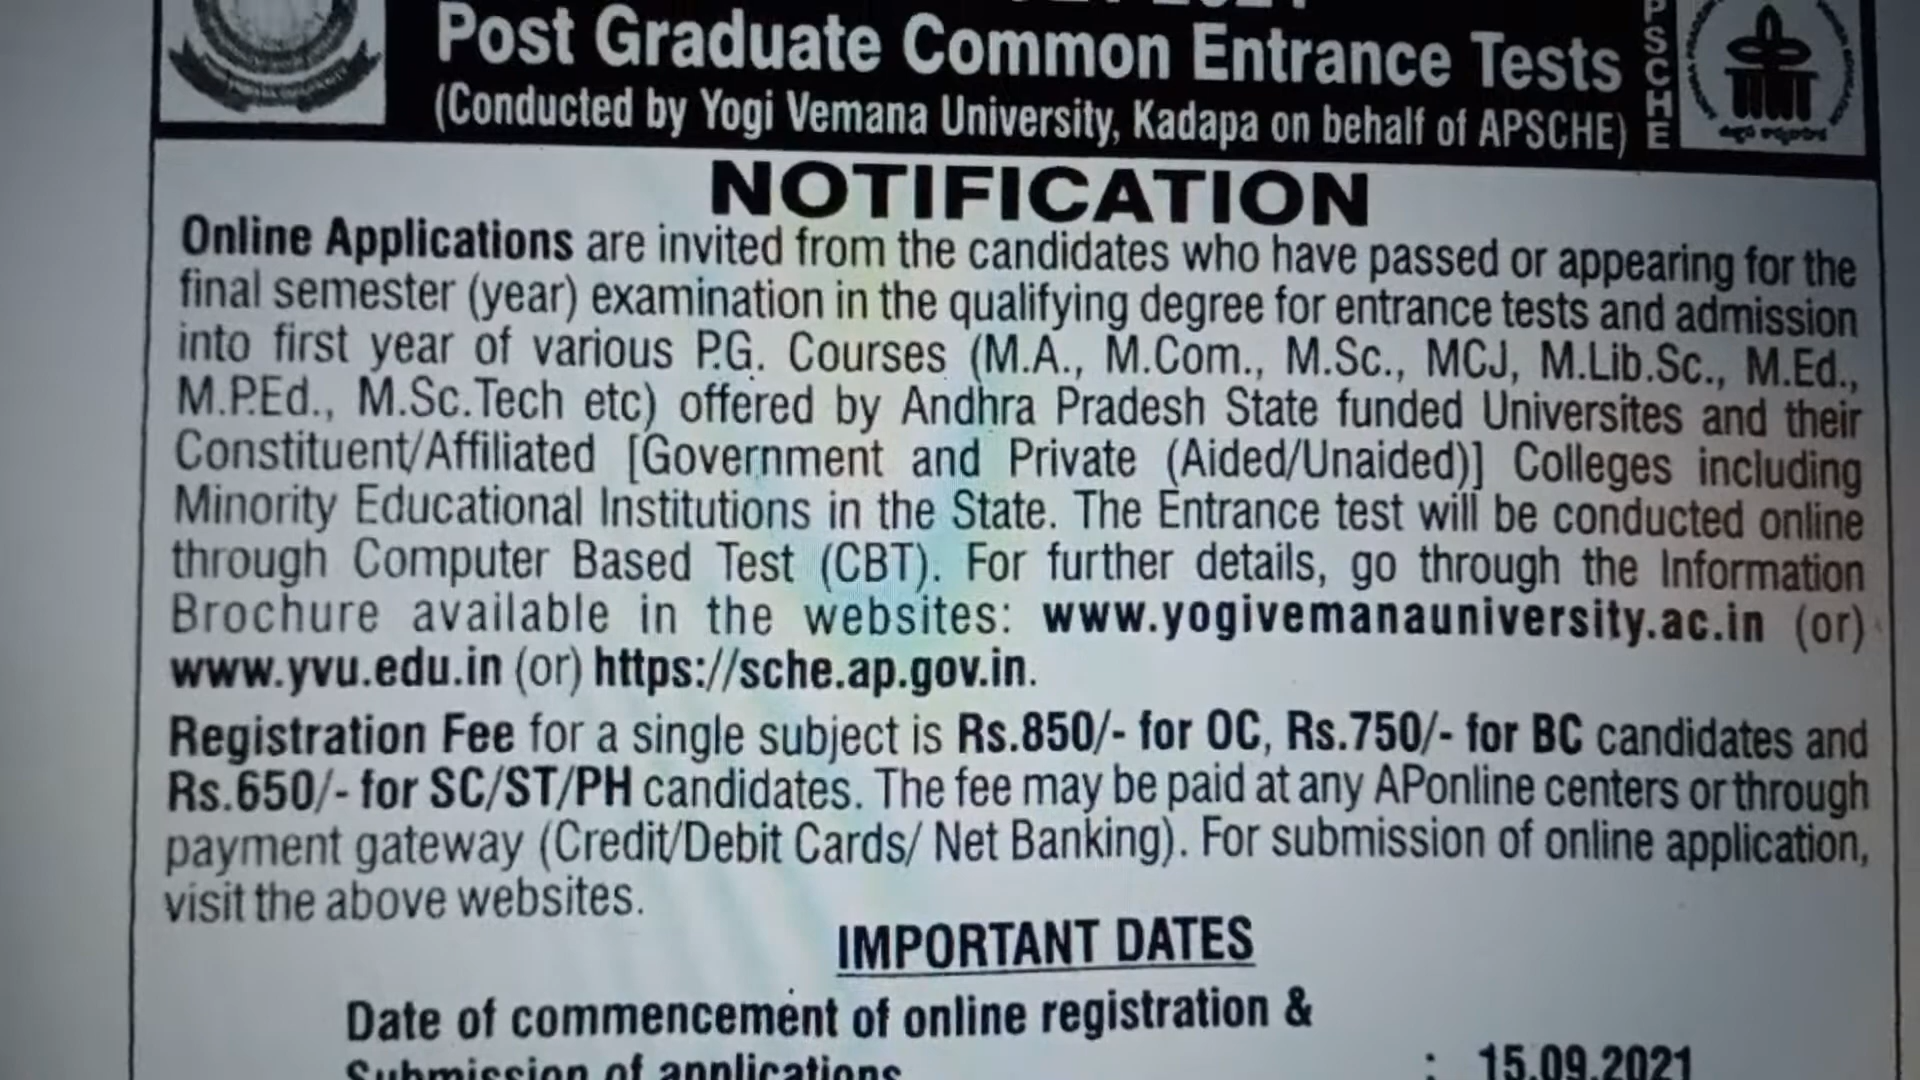 Post Graduate Common Entrance Tests
(Conducted by Yogi Vemana University, Kadapa on behalf of APSCHE)
PSCHE
NOTIFICATION
Online Applications are invited from the candidates who have passed or appearing for the
final semester (year) examination in the qualifying degree for entrance tests and admission
into first year of various P.G. Courses (M.A., M.Com., M.Sc., MCJ, M.Lib.Sc., M.Ed.,
M.P.Ed., M.Sc.Tech etc) offered by Andhra Pradesh State funded Universites and their
Constituent/Affiliated [Government and Private (Aided/Unaided)] Colleges including
Minority Educational Institutions in the State. The Entrance test will be conducted online
through Computer Based Test (CBT). For further details, go through the Information
Brochure available in the websites: www.yogivemanauniversity.ac.in (or)
www.yvu.edu.in (or) https://sche.ap.gov.in.
Registration Fee for a single subject is Rs.850/- for OC, Rs.750/- for BC candidates and
Rs.650/- for SC/ST/PH candidates. The fee may be paid at any APonline centers or through
payment gateway (Credit/Debit Cards/ Net Banking). For submission of online application,
visit the above websites.
IMPORTANT DATES
Date of commencement of online registration &
Submission of applications : 15.09.2021